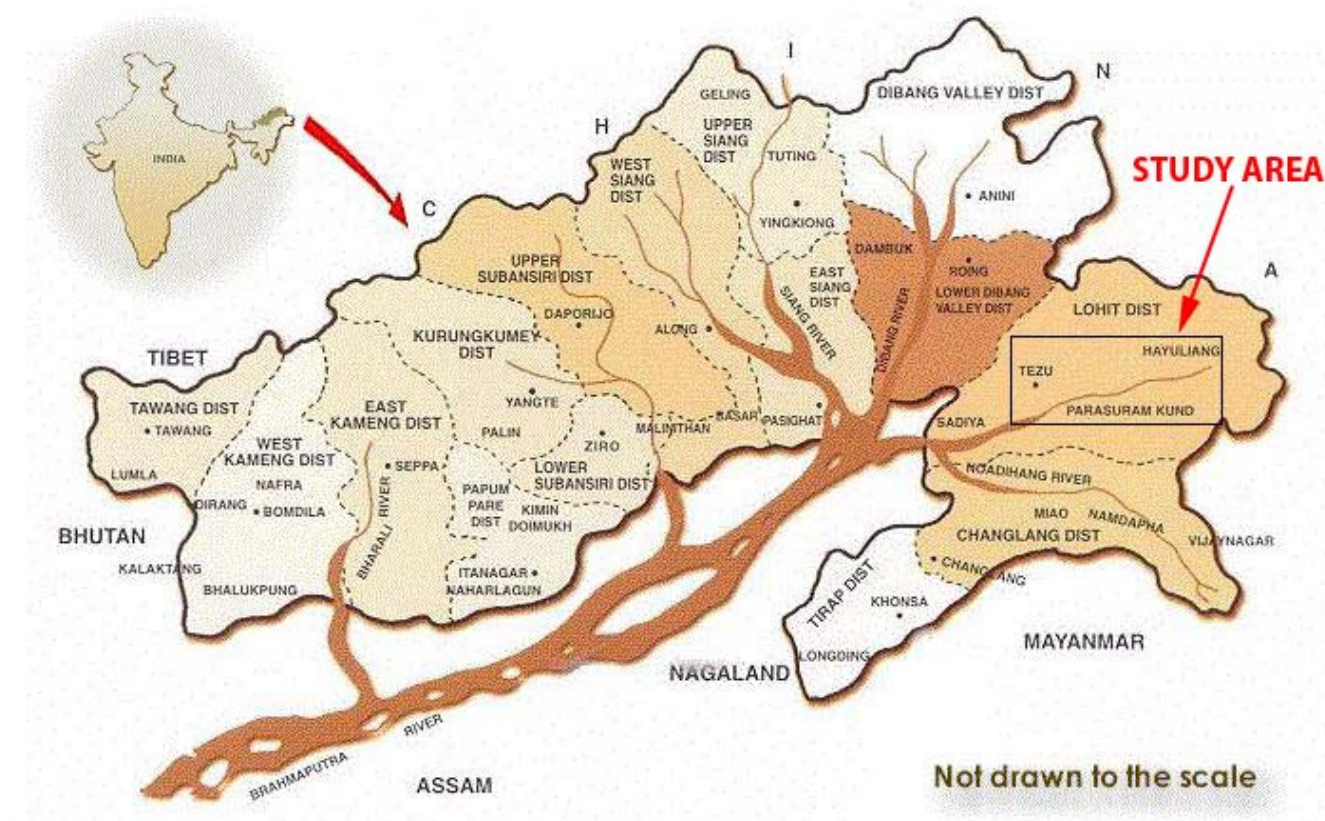 I
N
H
C
A
INDIA
STUDY AREA
GELING
UPPER
SIANG
DIST
TUTING
YINGKIONG
DIBANG VALLEY DIST
ANINI
WEST
SIANG
DIST
DAMBUK
ROING
LOWER DIBANG
VALLEY DIST
DIDANG RIVER
EAST
SIANG
DIST
SIANG RIVER
LOHIT DIST
HAYULIANG
TEZU
PARASURAM KUND
SADIYA
UPPER
SUBANSIRI DIST
DAPORIJO
ALONG
KURUNGKUMEY
DIST
YANGTE
PALIN
ZIRO
MALINITHAN
BASAR
PASIGHAT
LOWER
SUBANSIRI DIST
PAPUM
PARE
DIST
KIMIN
DOIMUKH
ITANAGAR
NAHARLAGUN
TIBET
TAWANG DIST
TAWANG
LUMLA
WEST
KAMENG DIST
NAFRA
DIRANG
BOMDILA
EAST
KAMENG DIST
SEPPA
BHARALI RIVER
BHUTAN
KALAKTANG
BHALUKPUNG
NOADIHANG RIVER
MIAO
NAMDAPHA
CHANGLANG DIST
VIJAYNAGAR
CHANGLANG
TIRAP DIST
KHONSA
LONGDING
MAYANMAR
NAGALAND
BRAHMAPUTRA RIVER
ASSAM
Not drawn to the scale